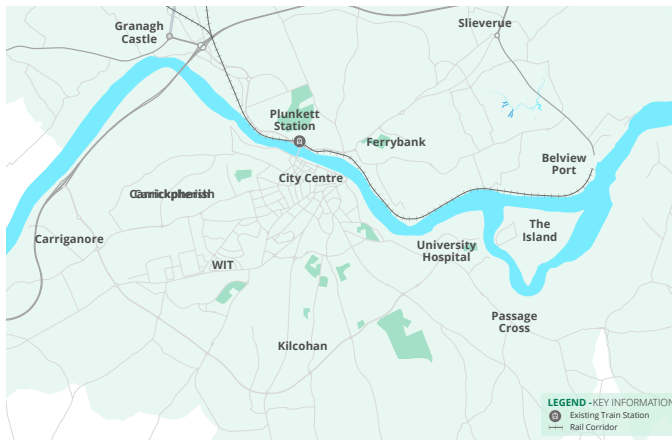 Granagh
Castle
Slieverue
Plunkett
Station
Ferrybank
Belview
Port
City Centre
Carrickpherish
The
Island
Carriganore
University
Hospital
WIT
Passage
Cross
Kilcohan
LEGEND - KEY INFORMATION
Existing Train Station
Rail Corridor